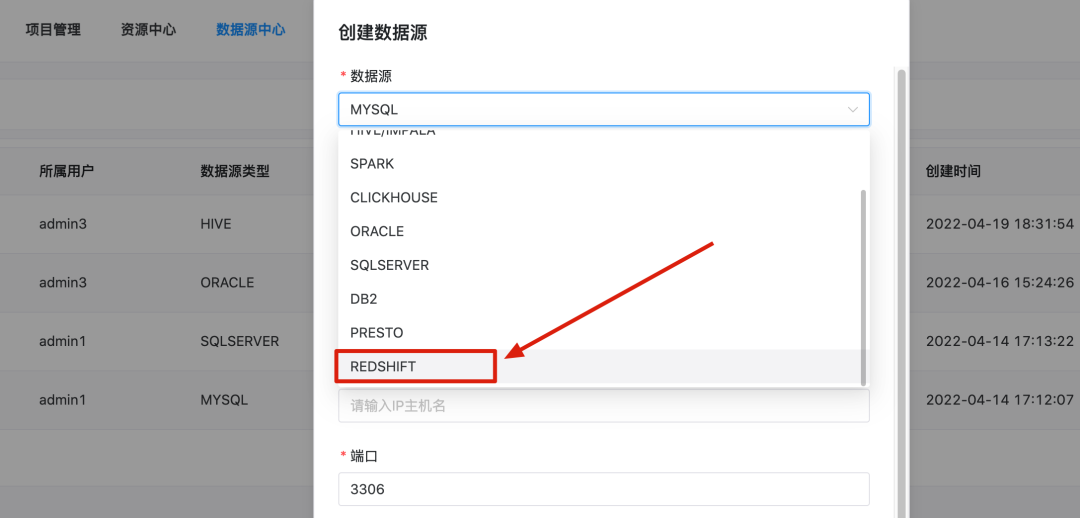 项目管理 资源中心 数据源中心
创建数据源
* 数据源
MYSQL
HIVE/IMPALA
SPARK
CLICKHOUSE
ORACLE
SQLSERVER
DB2
PRESTO
REDSHIFT
请输入IP主机名
* 端口
3306
所属用户 数据源类型 创建时间
admin3 HIVE 2022-04-19 18:31:54
admin3 ORACLE 2022-04-16 15:24:26
admin1 SQLSERVER 2022-04-14 17:13:22
admin1 MYSQL 2022-04-14 17:12:07